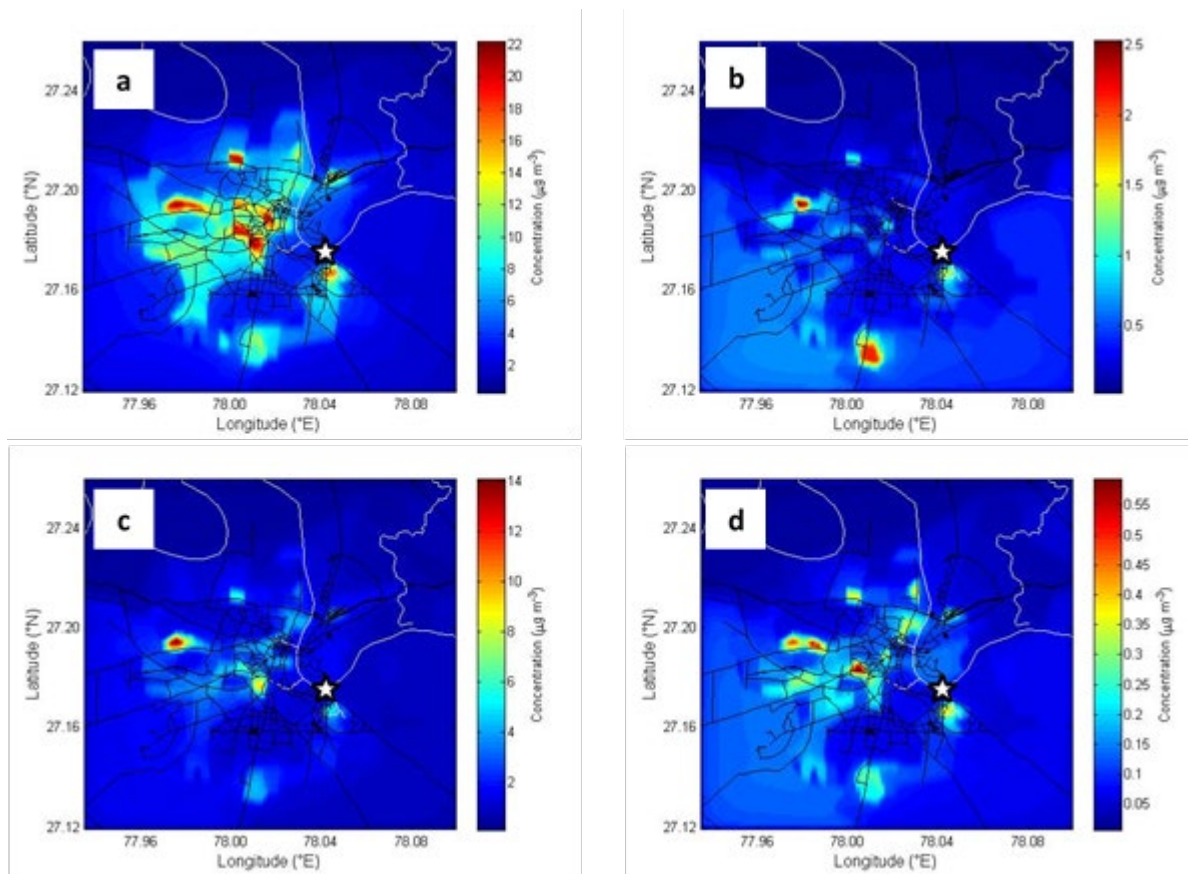 a
27.24
27.20
27.16
27.12
Latitude (°N)
77.96 78.00 78.04 78.08
Longitude (°E)
22
20
18
16
14
12
10
8
6
4
2
Concentration (µg m⁻³)
b
27.24
27.20
27.16
27.12
Latitude (°N)
77.96 78.00 78.04 78.08
Longitude (°E)
2.5
2
1.5
1
0.5
Concentration (µg m⁻³)
c
27.24
27.20
27.16
27.12
Latitude (°N)
77.96 78.00 78.04 78.08
Longitude (°E)
14
12
10
8
6
4
2
Concentration (µg m⁻³)
d
27.24
27.20
27.16
27.12
Latitude (°N)
77.96 78.00 78.04 78.08
Longitude (°E)
0.55
0.5
0.45
0.4
0.35
0.3
0.25
0.2
0.15
0.1
0.05
Concentration (µg m⁻³)